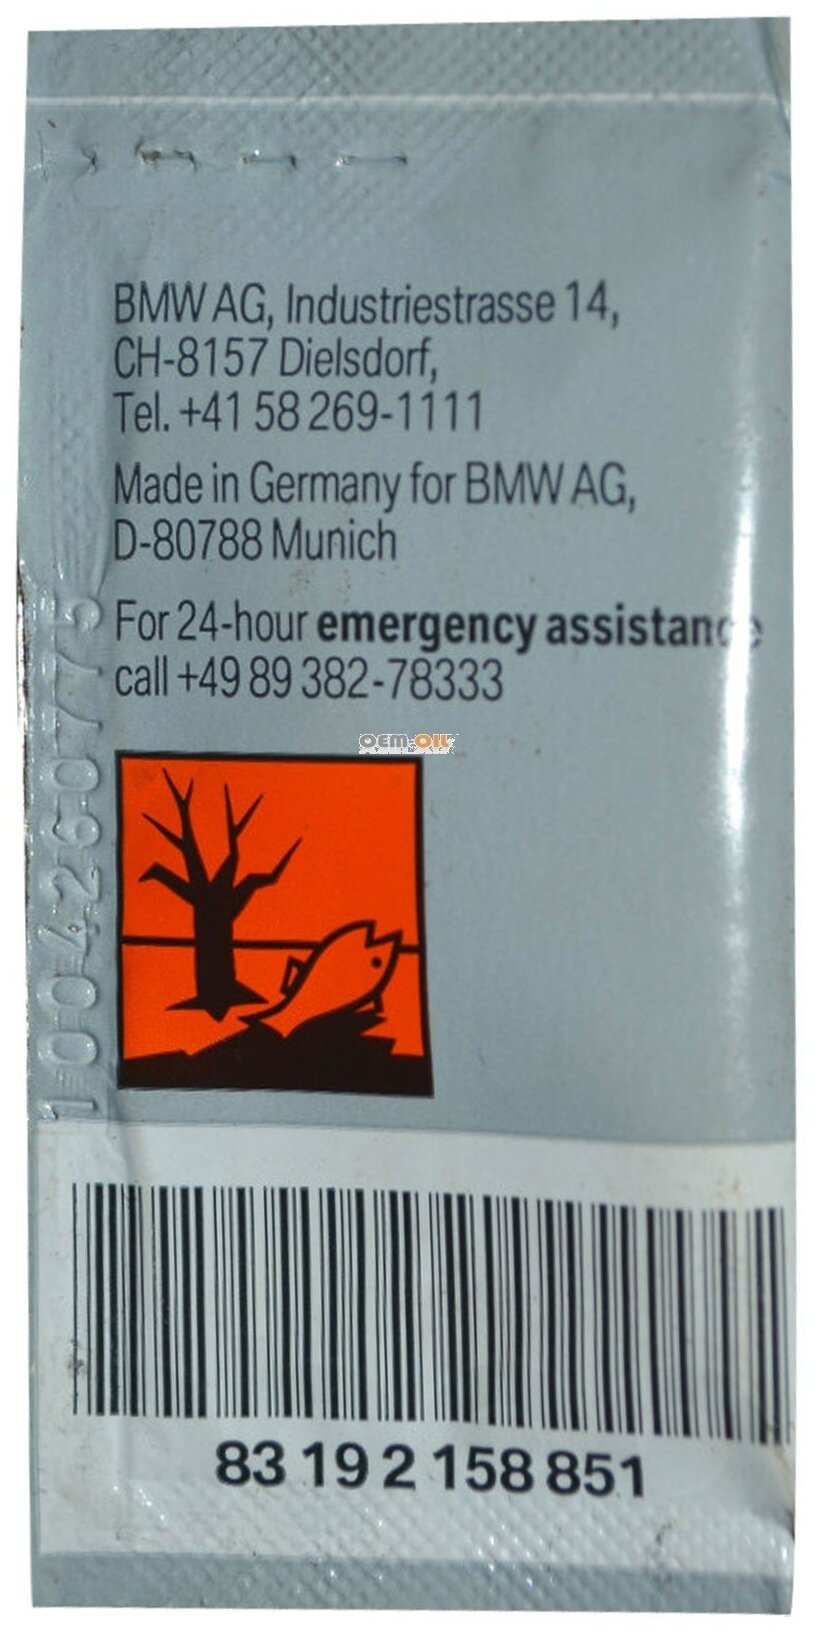 BMW AG, Industriestrasse 14,
CH-8157 Dielsdorf,
Tel. +41 58 269-1111
Made in Germany for BMW AG,
D-80788 Munich
For 24-hour emergency assistance
call +49 89 382-78333
OEM-OIL
1004260775
83 19 2 158 851